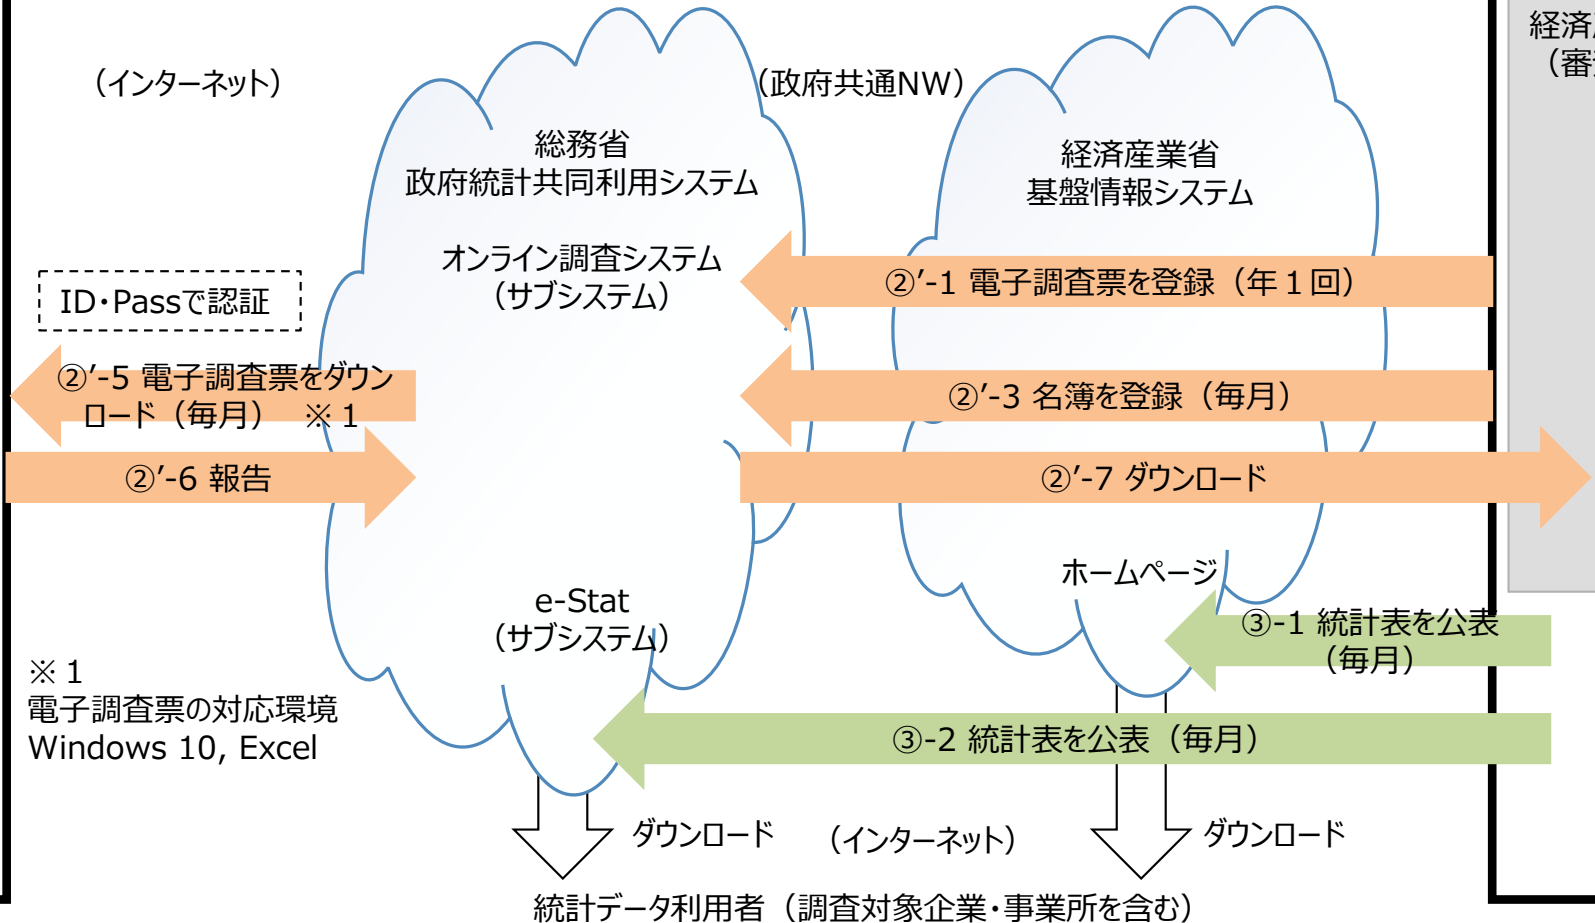 経済
（審
（インターネット）
（政府共通NW）
総務省
政府統計共同利用システム
経済産業省
基盤情報システム
オンライン調査システム
（サブシステム）
②’-1 電子調査票を登録（年１回）
ID・Passで認証
②’-5 電子調査票をダウン
ロード（毎月）　※１
②’-3 名簿を登録（毎月）
②’-6 報告
②’-7 ダウンロード
ホームページ
e-Stat
（サブシステム）
③-1 統計表を公表
（毎月）
※１
電子調査票の対応環境
Windows 10, Excel
③-2 統計表を公表（毎月）
ダウンロード
（インターネット）
ダウンロード
統計データ利用者（調査対象企業・事業所を含む）